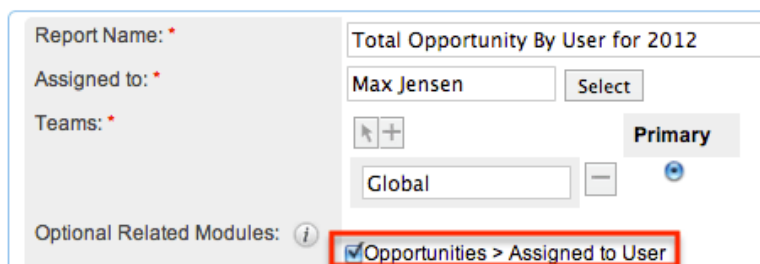 Report Name: * Total Opportunity By User for 2012
Assigned to: * Max Jensen Select
Teams: *
Primary
Global
Optional Related Modules: i
Opportunities > Assigned to User